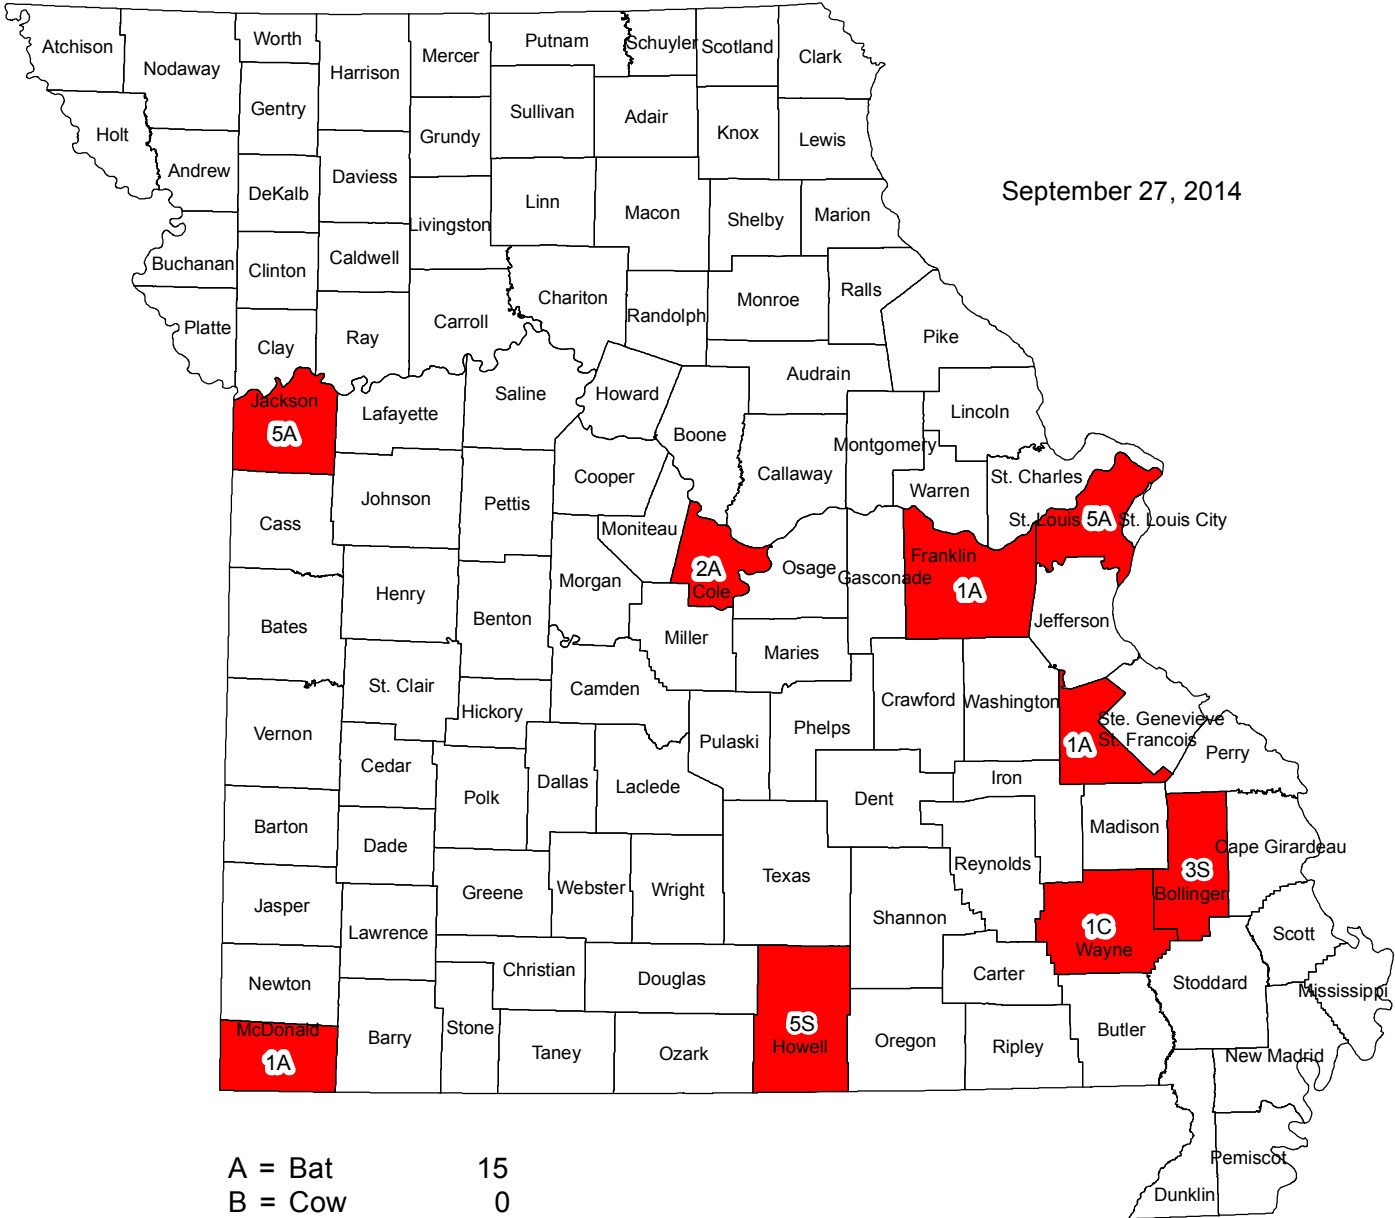 Atchison
Nodaway
Worth
Harrison
Mercer
Putnam
Schuyler
Scotland
Clark
Gentry
Sullivan
Adair
Knox
Lewis
Holt
Grundy
Andrew
DeKalb
Daviess
Linn
Macon
Shelby
Marion
September 27, 2014
Livingston
Buchanan
Clinton
Caldwell
Chariton
Randolph
Monroe
Ralls
Platte
Clay
Ray
Carroll
Pike
Audrain
Jackson
5A
Lafayette
Saline
Howard
Boone
Lincoln
Callaway
Montgomery
Cooper
Warren
St. Charles
Johnson
Pettis
Cass
Moniteau
St. Louis
5A
St. Louis City
Franklin
1A
2A
Cole
Osage
Gasconade
Morgan
Henry
Benton
Bates
Miller
Maries
Jefferson
St. Clair
Camden
Hickory
Crawford
Washington
Ste. Genevieve
St. Francois
1A
Perry
Vernon
Pulaski
Phelps
Cedar
Dallas
Laclede
Iron
Polk
Dent
Barton
Dade
Madison
Cape Girardeau
Reynolds
3S
Bollinger
Greene
Webster
Wright
Texas
Jasper
Lawrence
Shannon
1C
Wayne
Scott
Newton
Christian
Douglas
Carter
Stoddard
Mississippi
McDonald
1A
Barry
Stone
Taney
Ozark
5S
Howell
Oregon
Ripley
Butler
New Madrid
Pemiscot
Dunklin
A = Bat 15
B = Cow 0